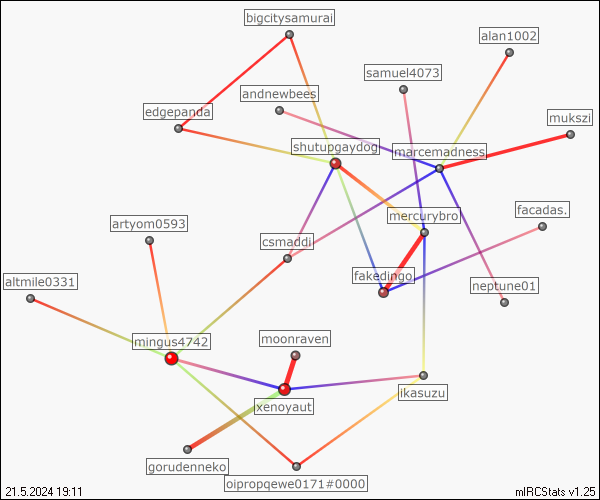 bigcitysamurai
alan1002
samuel4073
andnewbees
edgepanda
mukszi
shutupgaydog
marcemadness
mercurybro
facadas.
artyom0593
csmaddi
fakedingo
neptune01
altmile0331
mingus4742
moonraven
ikasuzu
xenoyaut
gorudenneko
oipropqewe0171#0000
21.5.2024 19:11
mIRCStats v1.25